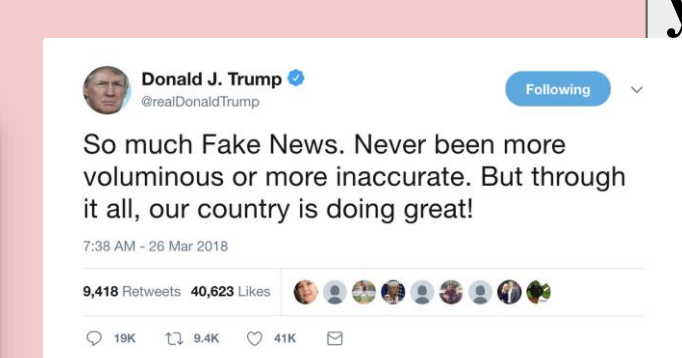 Donald J. Trump
@realDonaldTrump
Following
So much Fake News. Never been more
voluminous or more inaccurate. But through
it all, our country is doing great!
7:38 AM - 26 Mar 2018
9,418 Retweets 40,623 Likes
19K 9.4K 41K